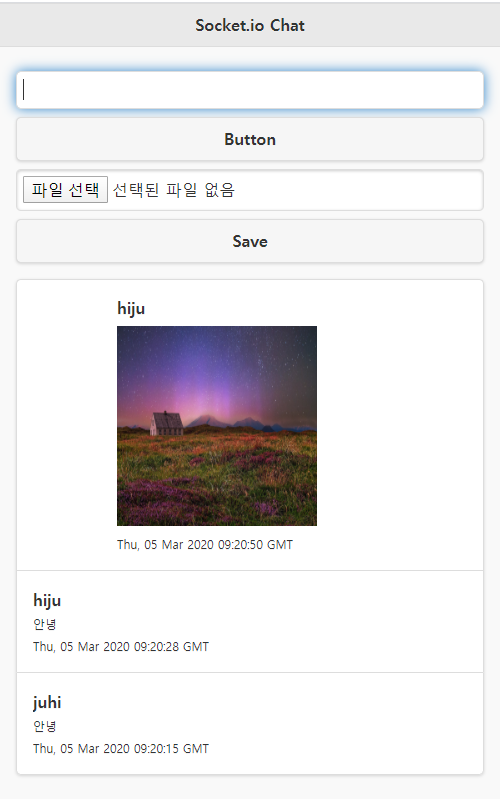 Socket.io Chat
Button
파일 선택 선택된 파일 없음
Save
hiju
Thu, 05 Mar 2020 09:20:50 GMT
hiju
안녕
Thu, 05 Mar 2020 09:20:28 GMT
juhi
안녕
Thu, 05 Mar 2020 09:20:15 GMT